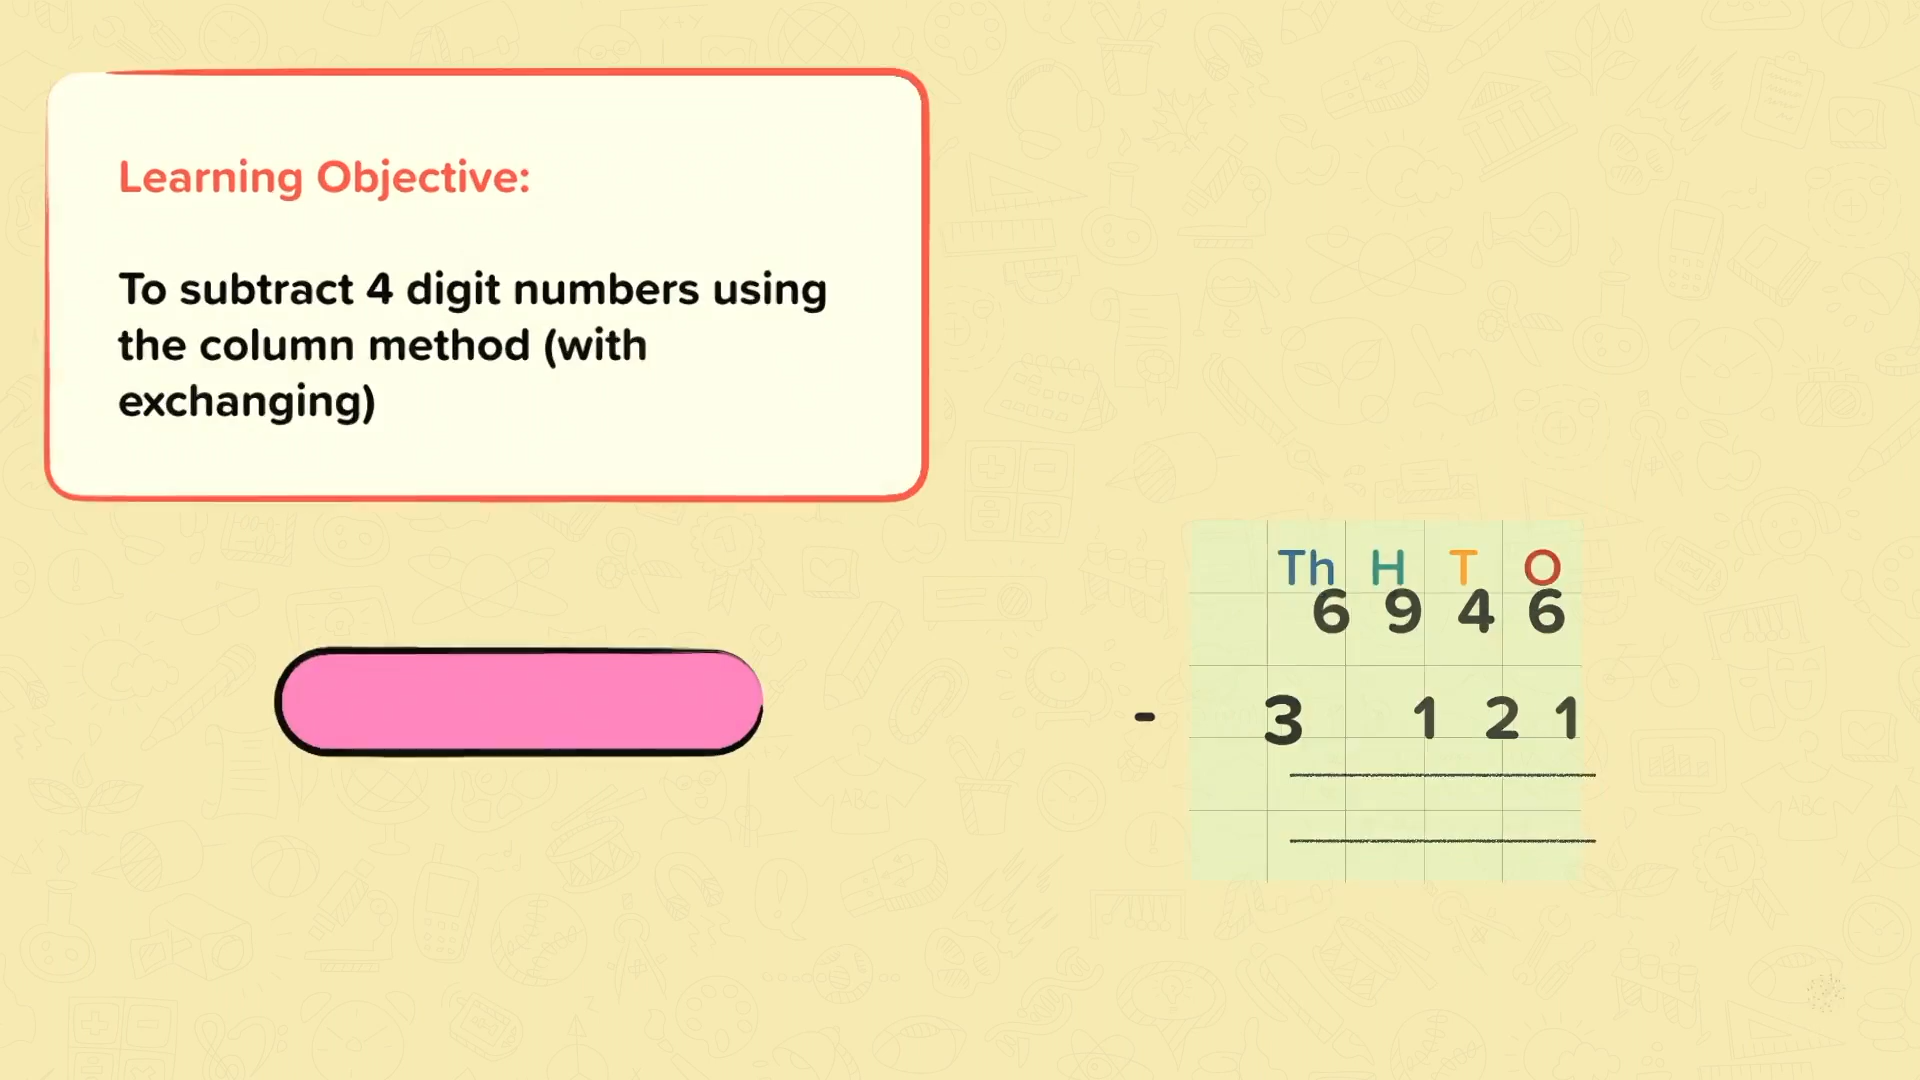 Learning Objective:
To subtract 4 digit numbers using
the column method (with
exchanging)
Th H T O
6 9 4 6
- 3 1 2 1